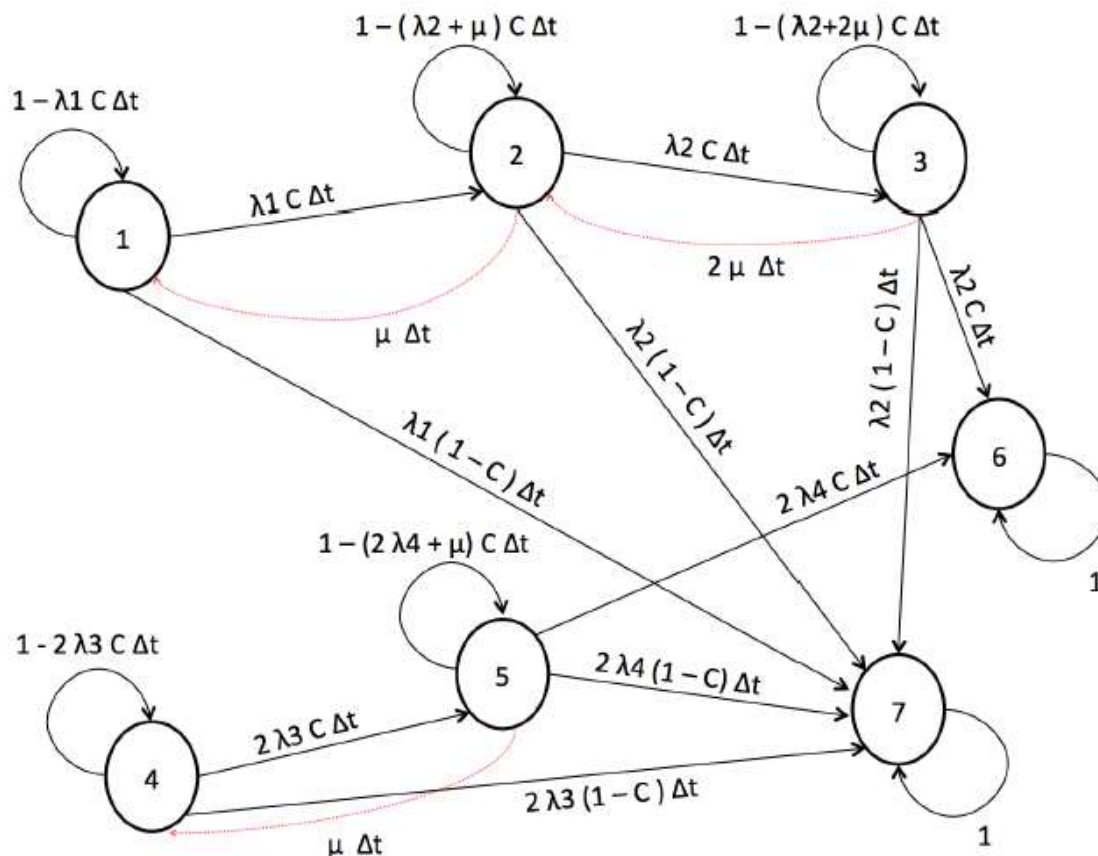 1 – ( λ2 + μ ) C Δt
1 – ( λ2+2μ ) C Δt
1 – λ1 C Δt
2
3
λ2 C Δt
λ1 C Δt
1
2 μ Δt
μ Δt
λ2 C Δt
λ2 ( 1 – C ) Δt
λ2 ( 1 – C ) Δt
λ1 ( 1 – C ) Δt
6
2 λ4 C Δt
1 – (2 λ4 + μ) C Δt
1
1 - 2 λ3 C Δt
5
2 λ4 (1 – C) Δt
7
2 λ3 C Δt
4
2 λ3 (1 – C ) Δt
μ Δt
1